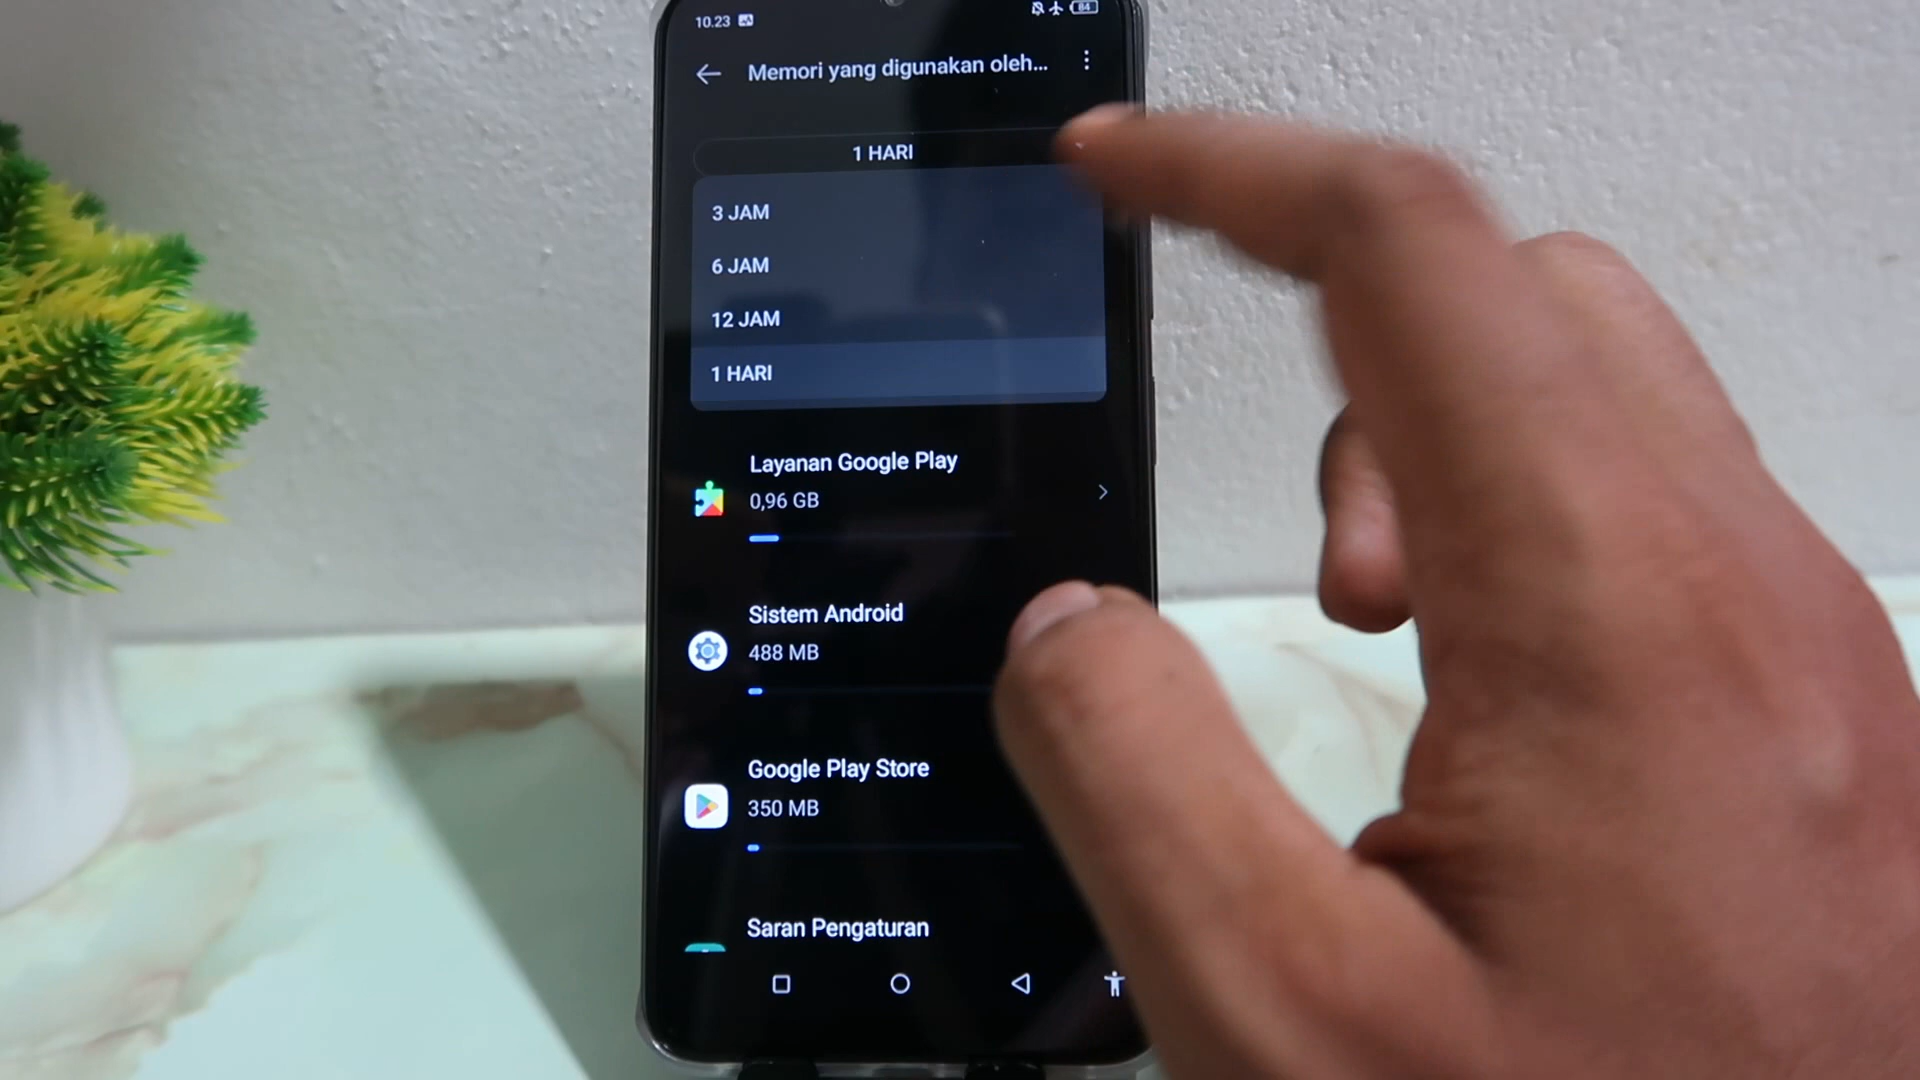 10.23
84
Memori yang digunakan oleh...
1 HARI
3 JAM
6 JAM
12 JAM
1 HARI
Layanan Google Play
0,96 GB
Sistem Android
488 MB
Google Play Store
350 MB
Saran Pengaturan